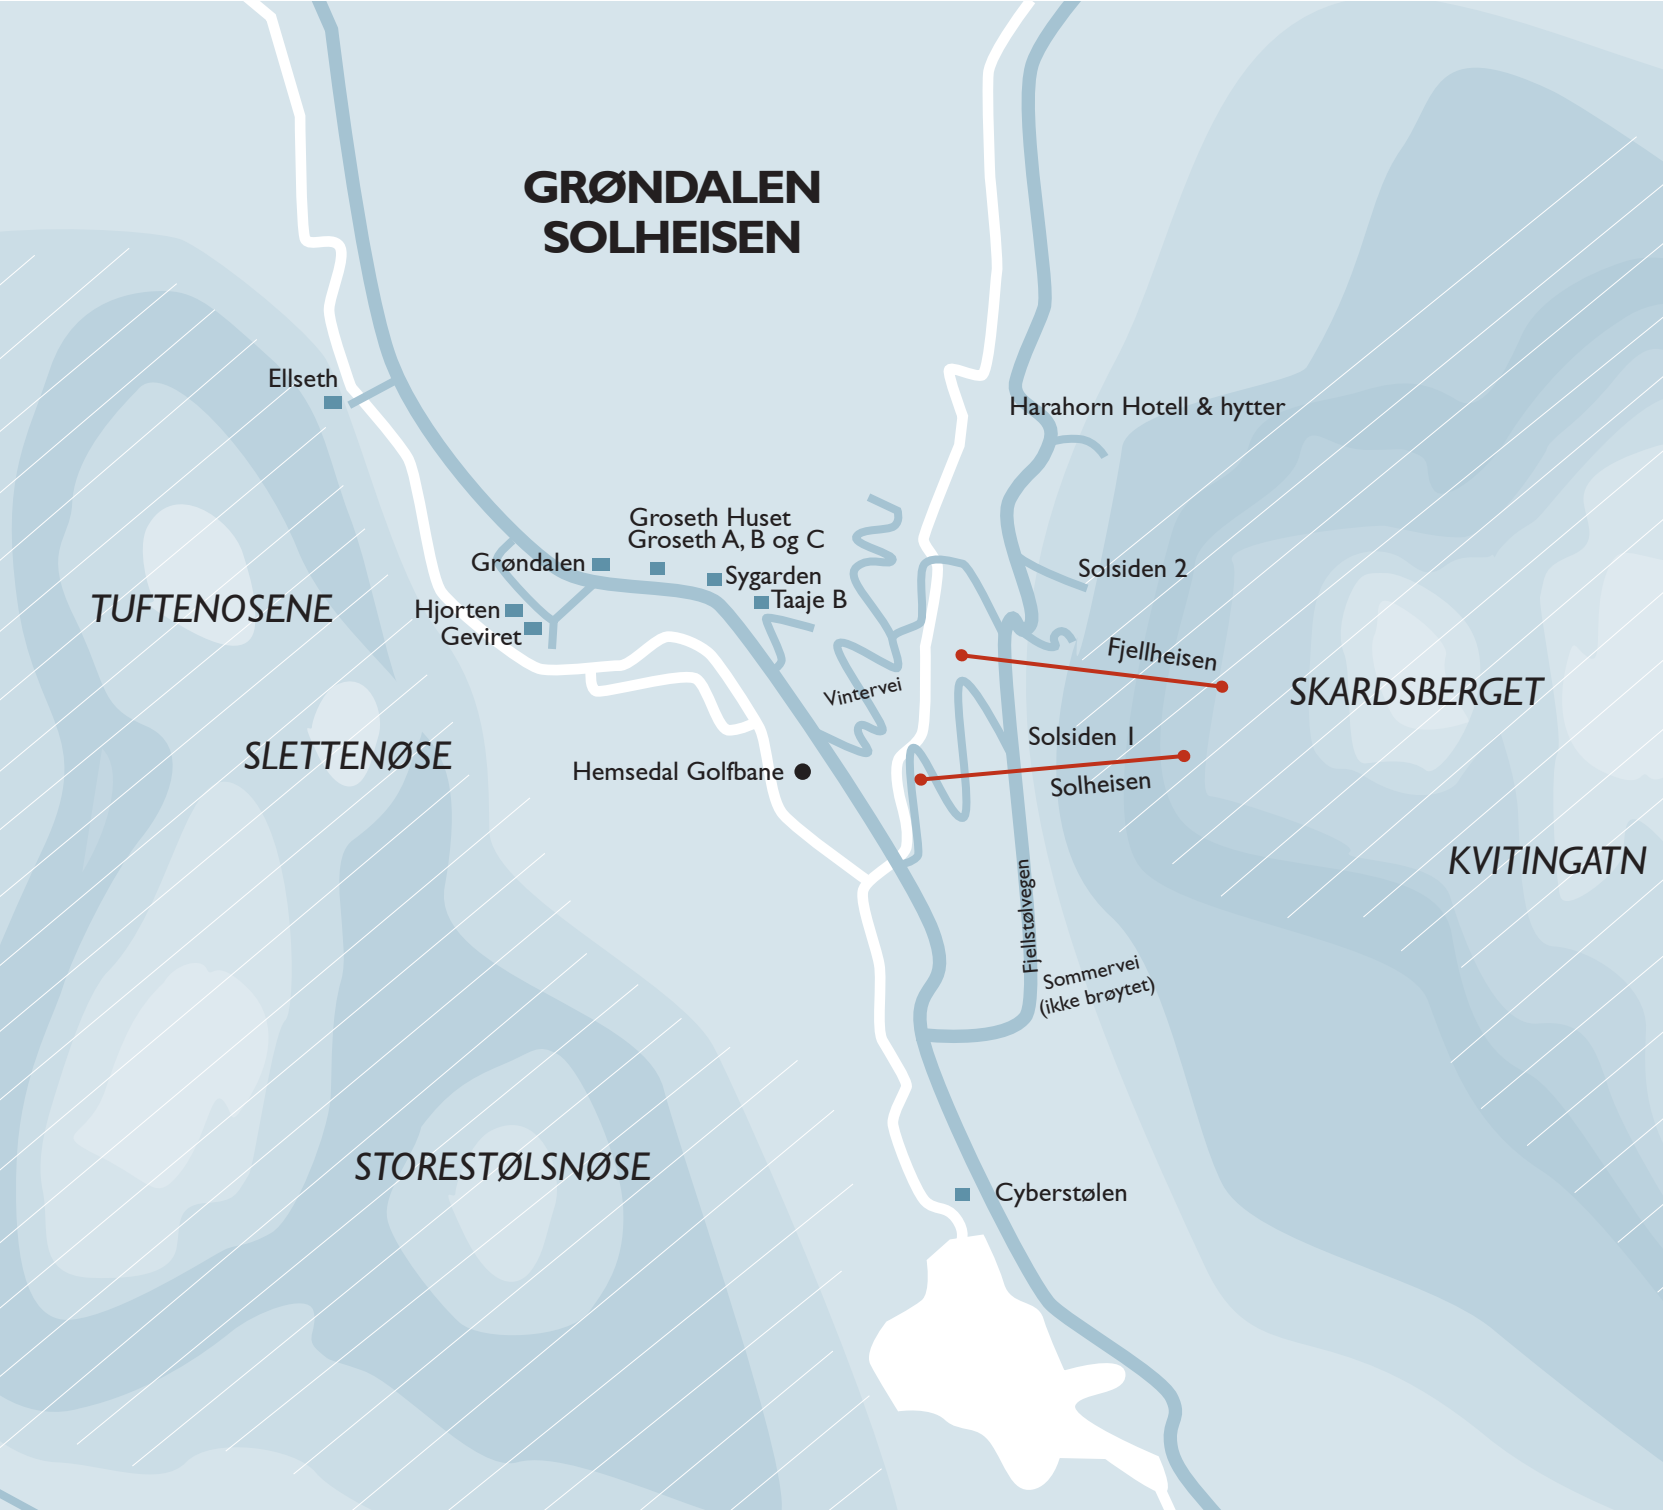 GRØNDALEN
SOLHEISEN
Ellseth
Harahorn Hotell & hytter
Groseth Huset
Groseth A, B og C
Grøndalen
Sygarden
Solsiden 2
Taaje B
Hjorten
Geviret
TUFTENOSENE
Fjellheisen
Vintervei
SKARDSBERGET
SLETTENØSE
Solsiden 1
Hemsedal Golfbane
Solheisen
KVITINGATN
Fjellstølvegen
Sommervei
(ikke brøytet)
STORESTØLSNØSE
Cyberstølen